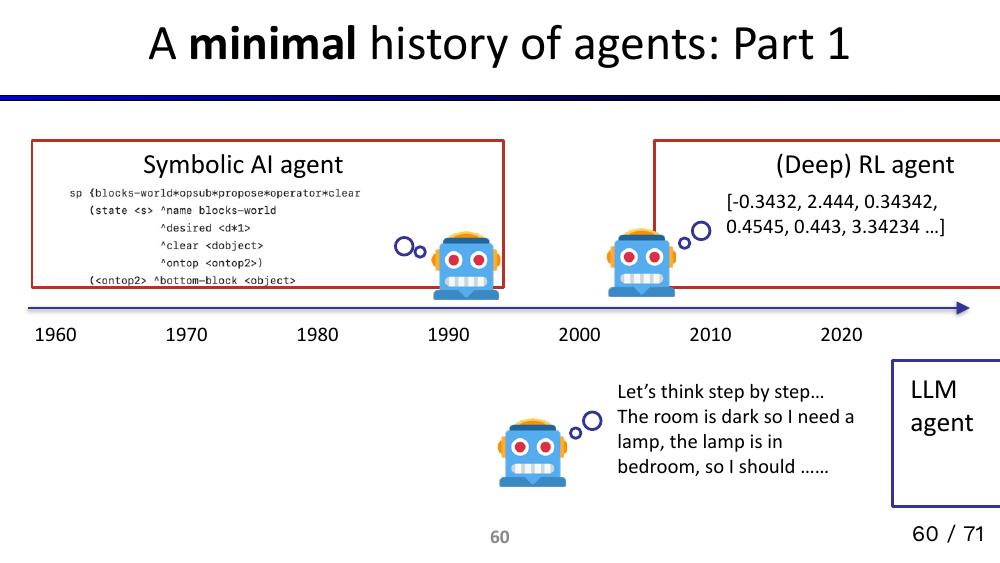 A minimal history of agents: Part 1
Symbolic AI agent
sp {blocks-world*opsub*propose*operator*clear
(state <s> ^name blocks-world
^desired <d*1>
^clear <dobject>
^ontop <ontop2>)
(<ontop2> ^bottom-block <object>
(Deep) RL agent
[-0.3432, 2.444, 0.34342,
0.4545, 0.443, 3.34234 …]
1960 1970 1980 1990 2000 2010 2020
Let’s think step by step…
The room is dark so I need a
lamp, the lamp is in
bedroom, so I should ……
LLM
agent
60
60 / 71